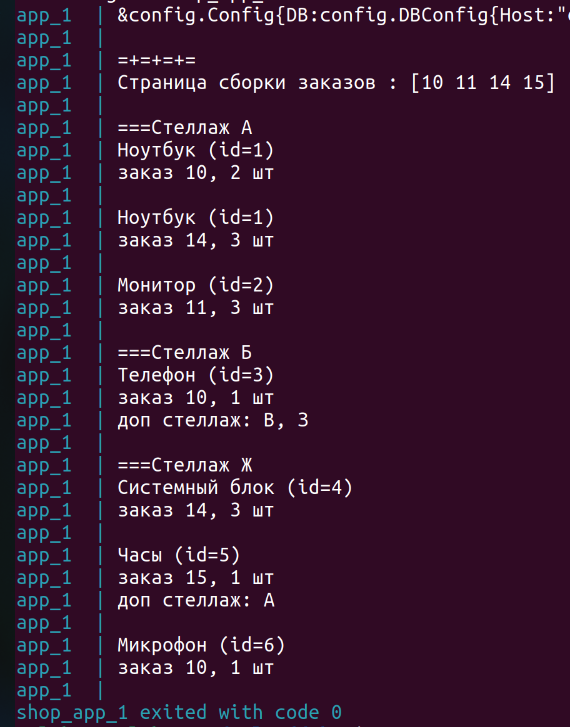 app_1 | &config.Config{DB:config.DBConfig{Host:"
app_1 |
app_1 | =+=+=+=
app_1 | Страница сборки заказов : [10 11 14 15]
app_1 |
app_1 | ===Стеллаж А
app_1 | Ноутбук (id=1)
app_1 | заказ 10, 2 шт
app_1 |
app_1 | Ноутбук (id=1)
app_1 | заказ 14, 3 шт
app_1 |
app_1 | Монитор (id=2)
app_1 | заказ 11, 3 шт
app_1 |
app_1 | ===Стеллаж Б
app_1 | Телефон (id=3)
app_1 | заказ 10, 1 шт
app_1 | доп стеллаж: В, З
app_1 |
app_1 | ===Стеллаж Ж
app_1 | Системный блок (id=4)
app_1 | заказ 14, 3 шт
app_1 |
app_1 | Часы (id=5)
app_1 | заказ 15, 1 шт
app_1 | доп стеллаж: А
app_1 |
app_1 | Микрофон (id=6)
app_1 | заказ 10, 1 шт
app_1 |
shop_app_1 exited with code 0